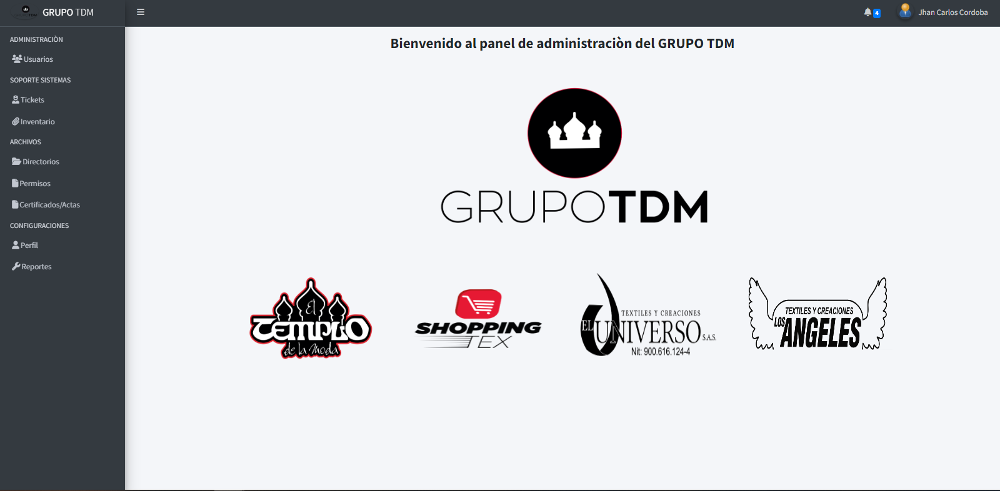 GRUPO TDM
4
Jhan Carlos Cordoba
ADMINISTRACIÒN
Usuarios
SOPORTE SISTEMAS
Tickets
Inventario
ARCHIVOS
Directorios
Permisos
Certificados/Actas
CONFIGURACIONES
Perfil
Reportes
Bienvenido al panel de administraciòn del GRUPO TDM
GRUPOTDM
El
TEMPLO
de la Moda
SHOPPING
TEX
TEXTILES Y CREACIONES
EL UNIVERSO S.A.S.
Nit: 900.616.124-4
TEXTILES Y CREACIONES
LOS ANGELES